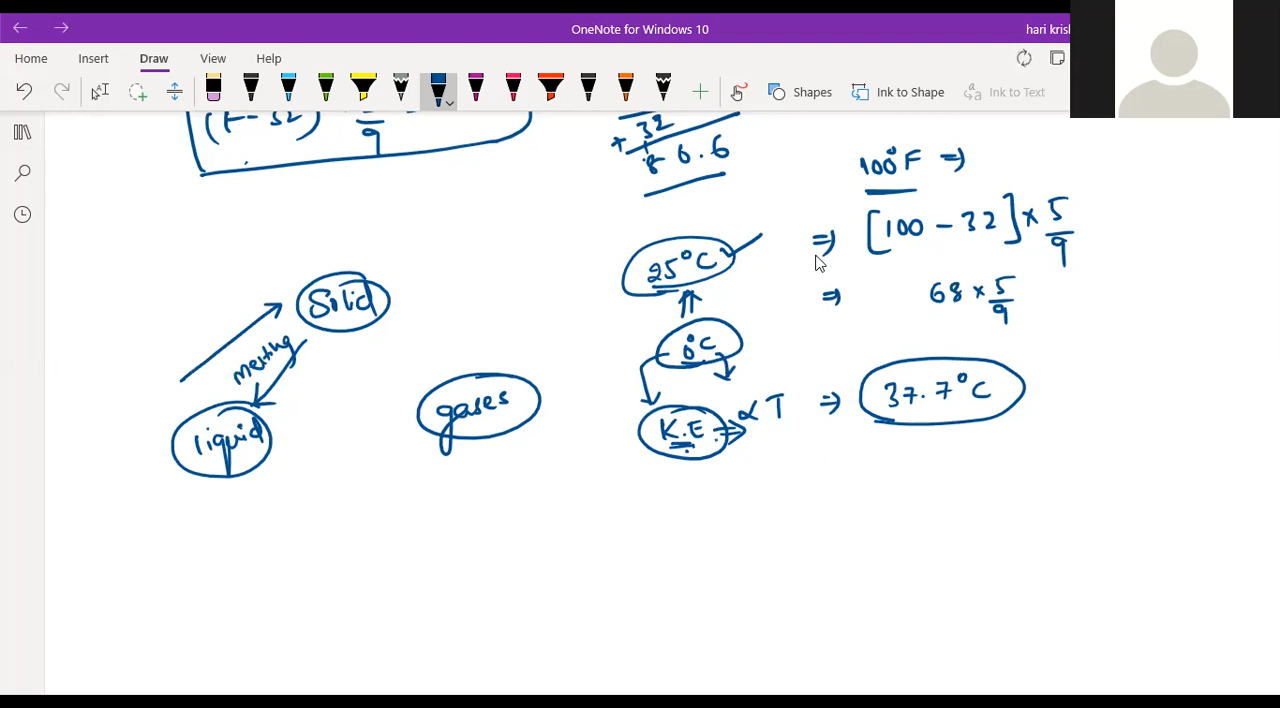 OneNote for Windows 10
hari krish
Home Insert Draw View Help
Shapes Ink to Shape Ink to Text
(F - 32) 5/9
+ 32
86.6
100°F ⇒
⇒ [100 - 32] × 5/9
25°C
⇒ 68 × 5/9
Solid
melting
0°C
gases
K.E ⇒ ∝ T ⇒ 37.7°C
liquid